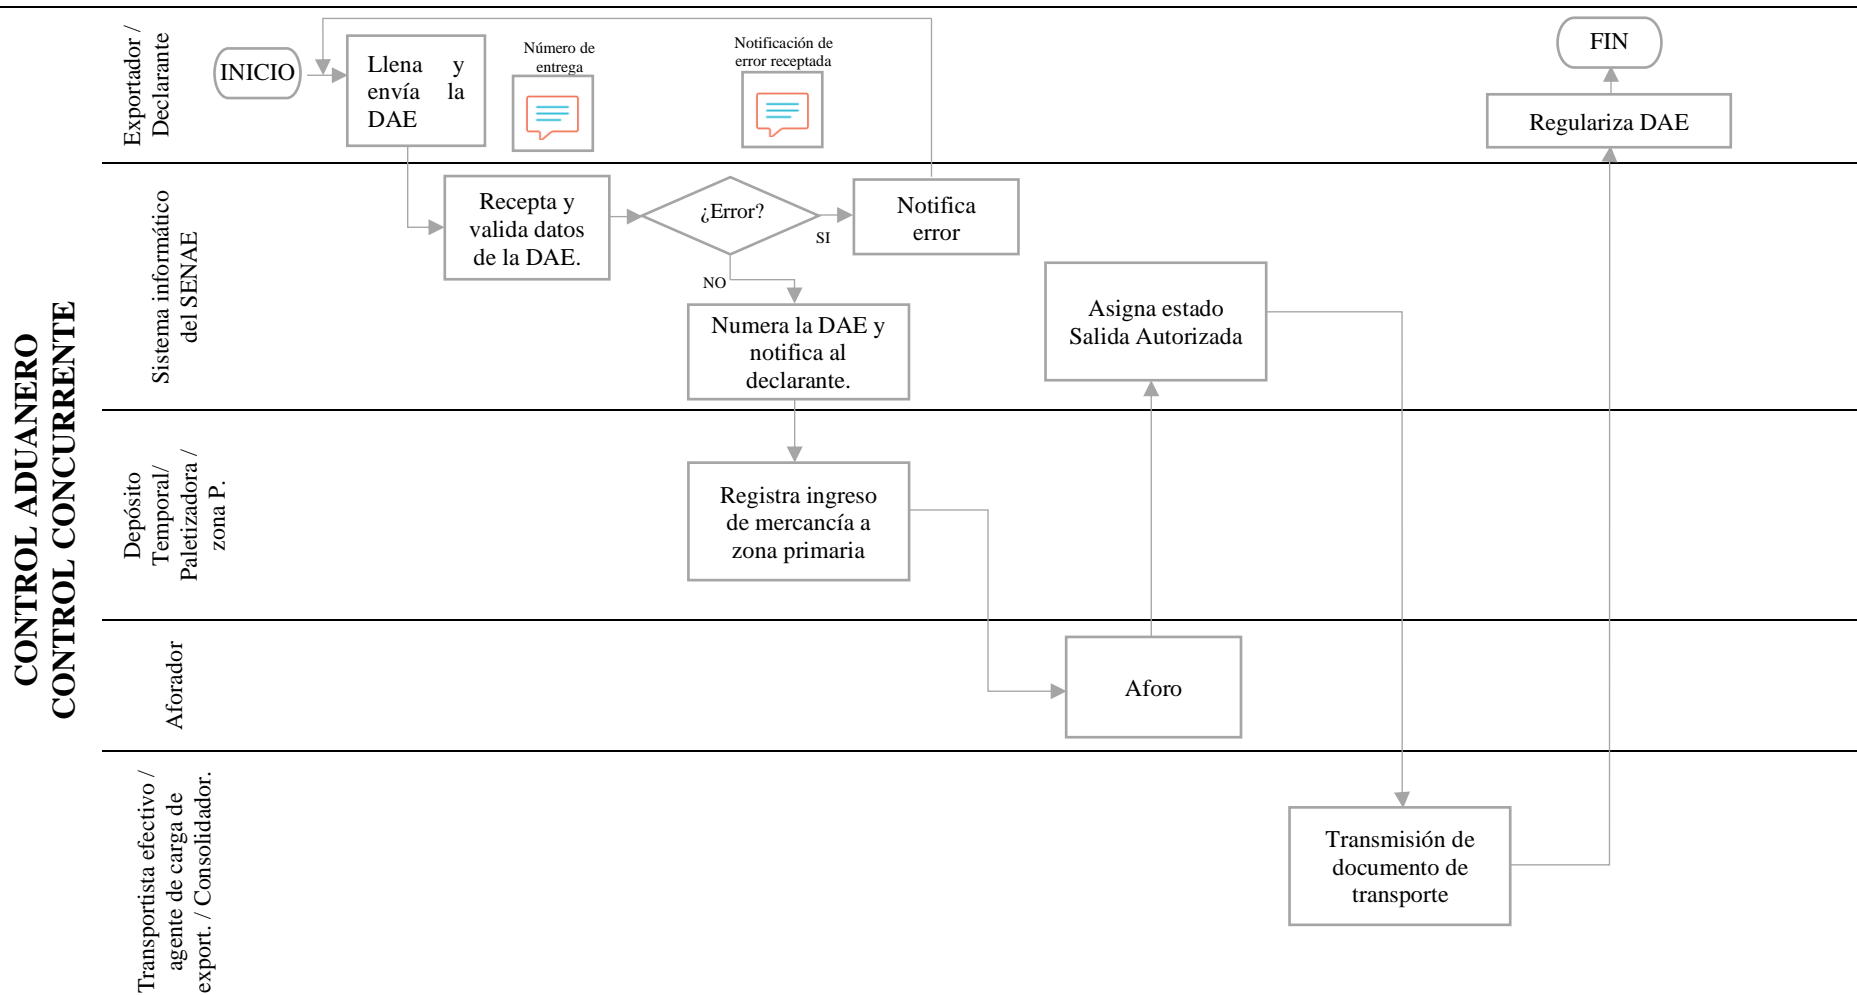 CONTROL ADUANERO
CONTROL CONCURRENTE
Exportador /
Declarante
INICIO
Llena y
envía la
DAE
Número de
entrega
Notificación de
error receptada
FIN
Regulariza DAE
Sistema informático
del SENAE
Recepta y
valida datos
de la DAE.
¿Error?
SI
Notifica
error
NO
Numera la DAE y
notifica al
declarante.
Asigna estado
Salida Autorizada
Depósito
Temporal/
Paletizadora /
zona P.
Registra ingreso
de mercancía a
zona primaria
Aforador
Aforo
Transportista efectivo /
agente de carga de
export. / Consolidador.
Transmisión de
documento de
transporte